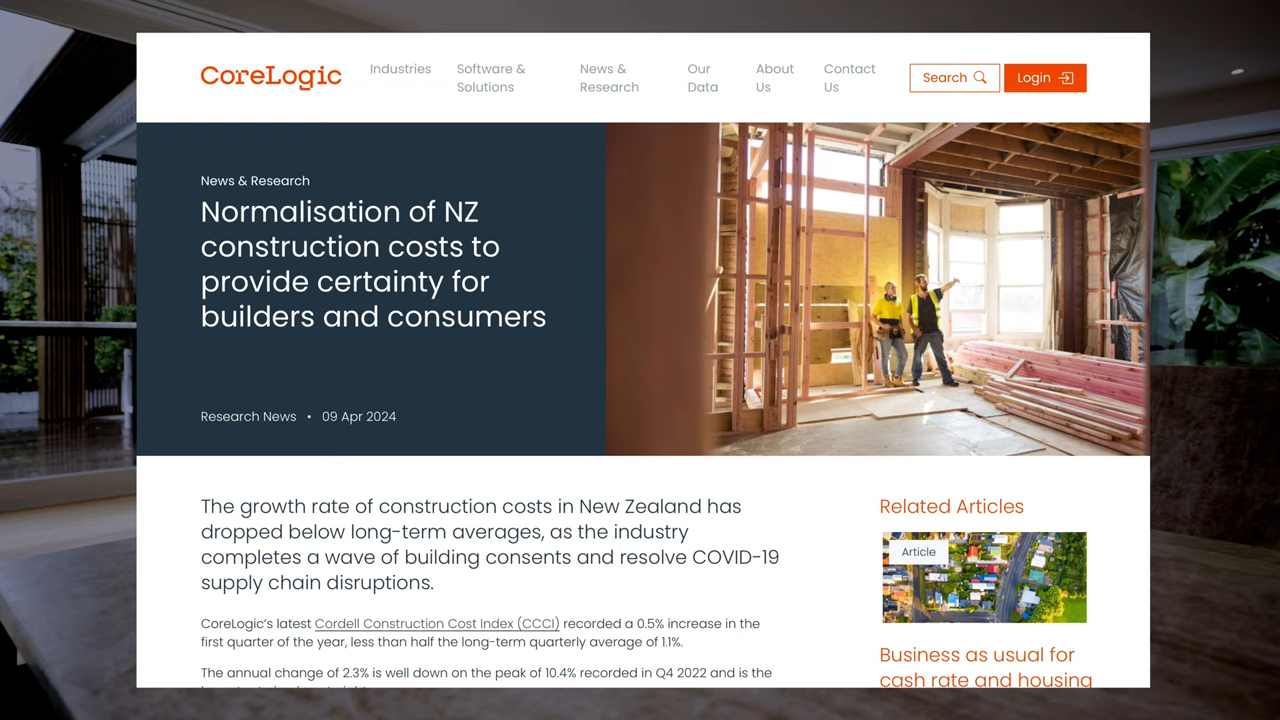 CoreLogic
Industries
Software &
Solutions
News &
Research
Our
Data
About
Us
Contact
Us
Search
Login
News & Research
Normalisation of NZ
construction costs to
provide certainty for
builders and consumers
Research News • 09 Apr 2024
The growth rate of construction costs in New Zealand has
dropped below long-term averages, as the industry
completes a wave of building consents and resolve COVID-19
supply chain disruptions.
CoreLogic's latest Cordell Construction Cost Index (CCCI) recorded a 0.5% increase in the
first quarter of the year, less than half the long-term quarterly average of 1.1%.
The annual change of 2.3% is well down on the peak of 10.4% recorded in Q4 2022 and is the
Related Articles
Article
Business as usual for
cash rate and housing